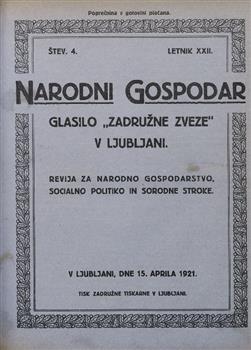 Poštnina v gotovini plačana.
ŠTEV. 4. LETNIK XXII.
NARODNI GOSPODAR
GLASILO „ZADRUŽNE ZVEZE"
V LJUBLJANI.
REVIJA ZA NARODNO GOSPODARSTVO,
SOCIALNO POLITIKO IN SORODNE STROKE.
V LJUBLJANI, DNE 15. APRILA 1921.
TISK ZADRUŽNE TISKARNE V LJUBLJANI.